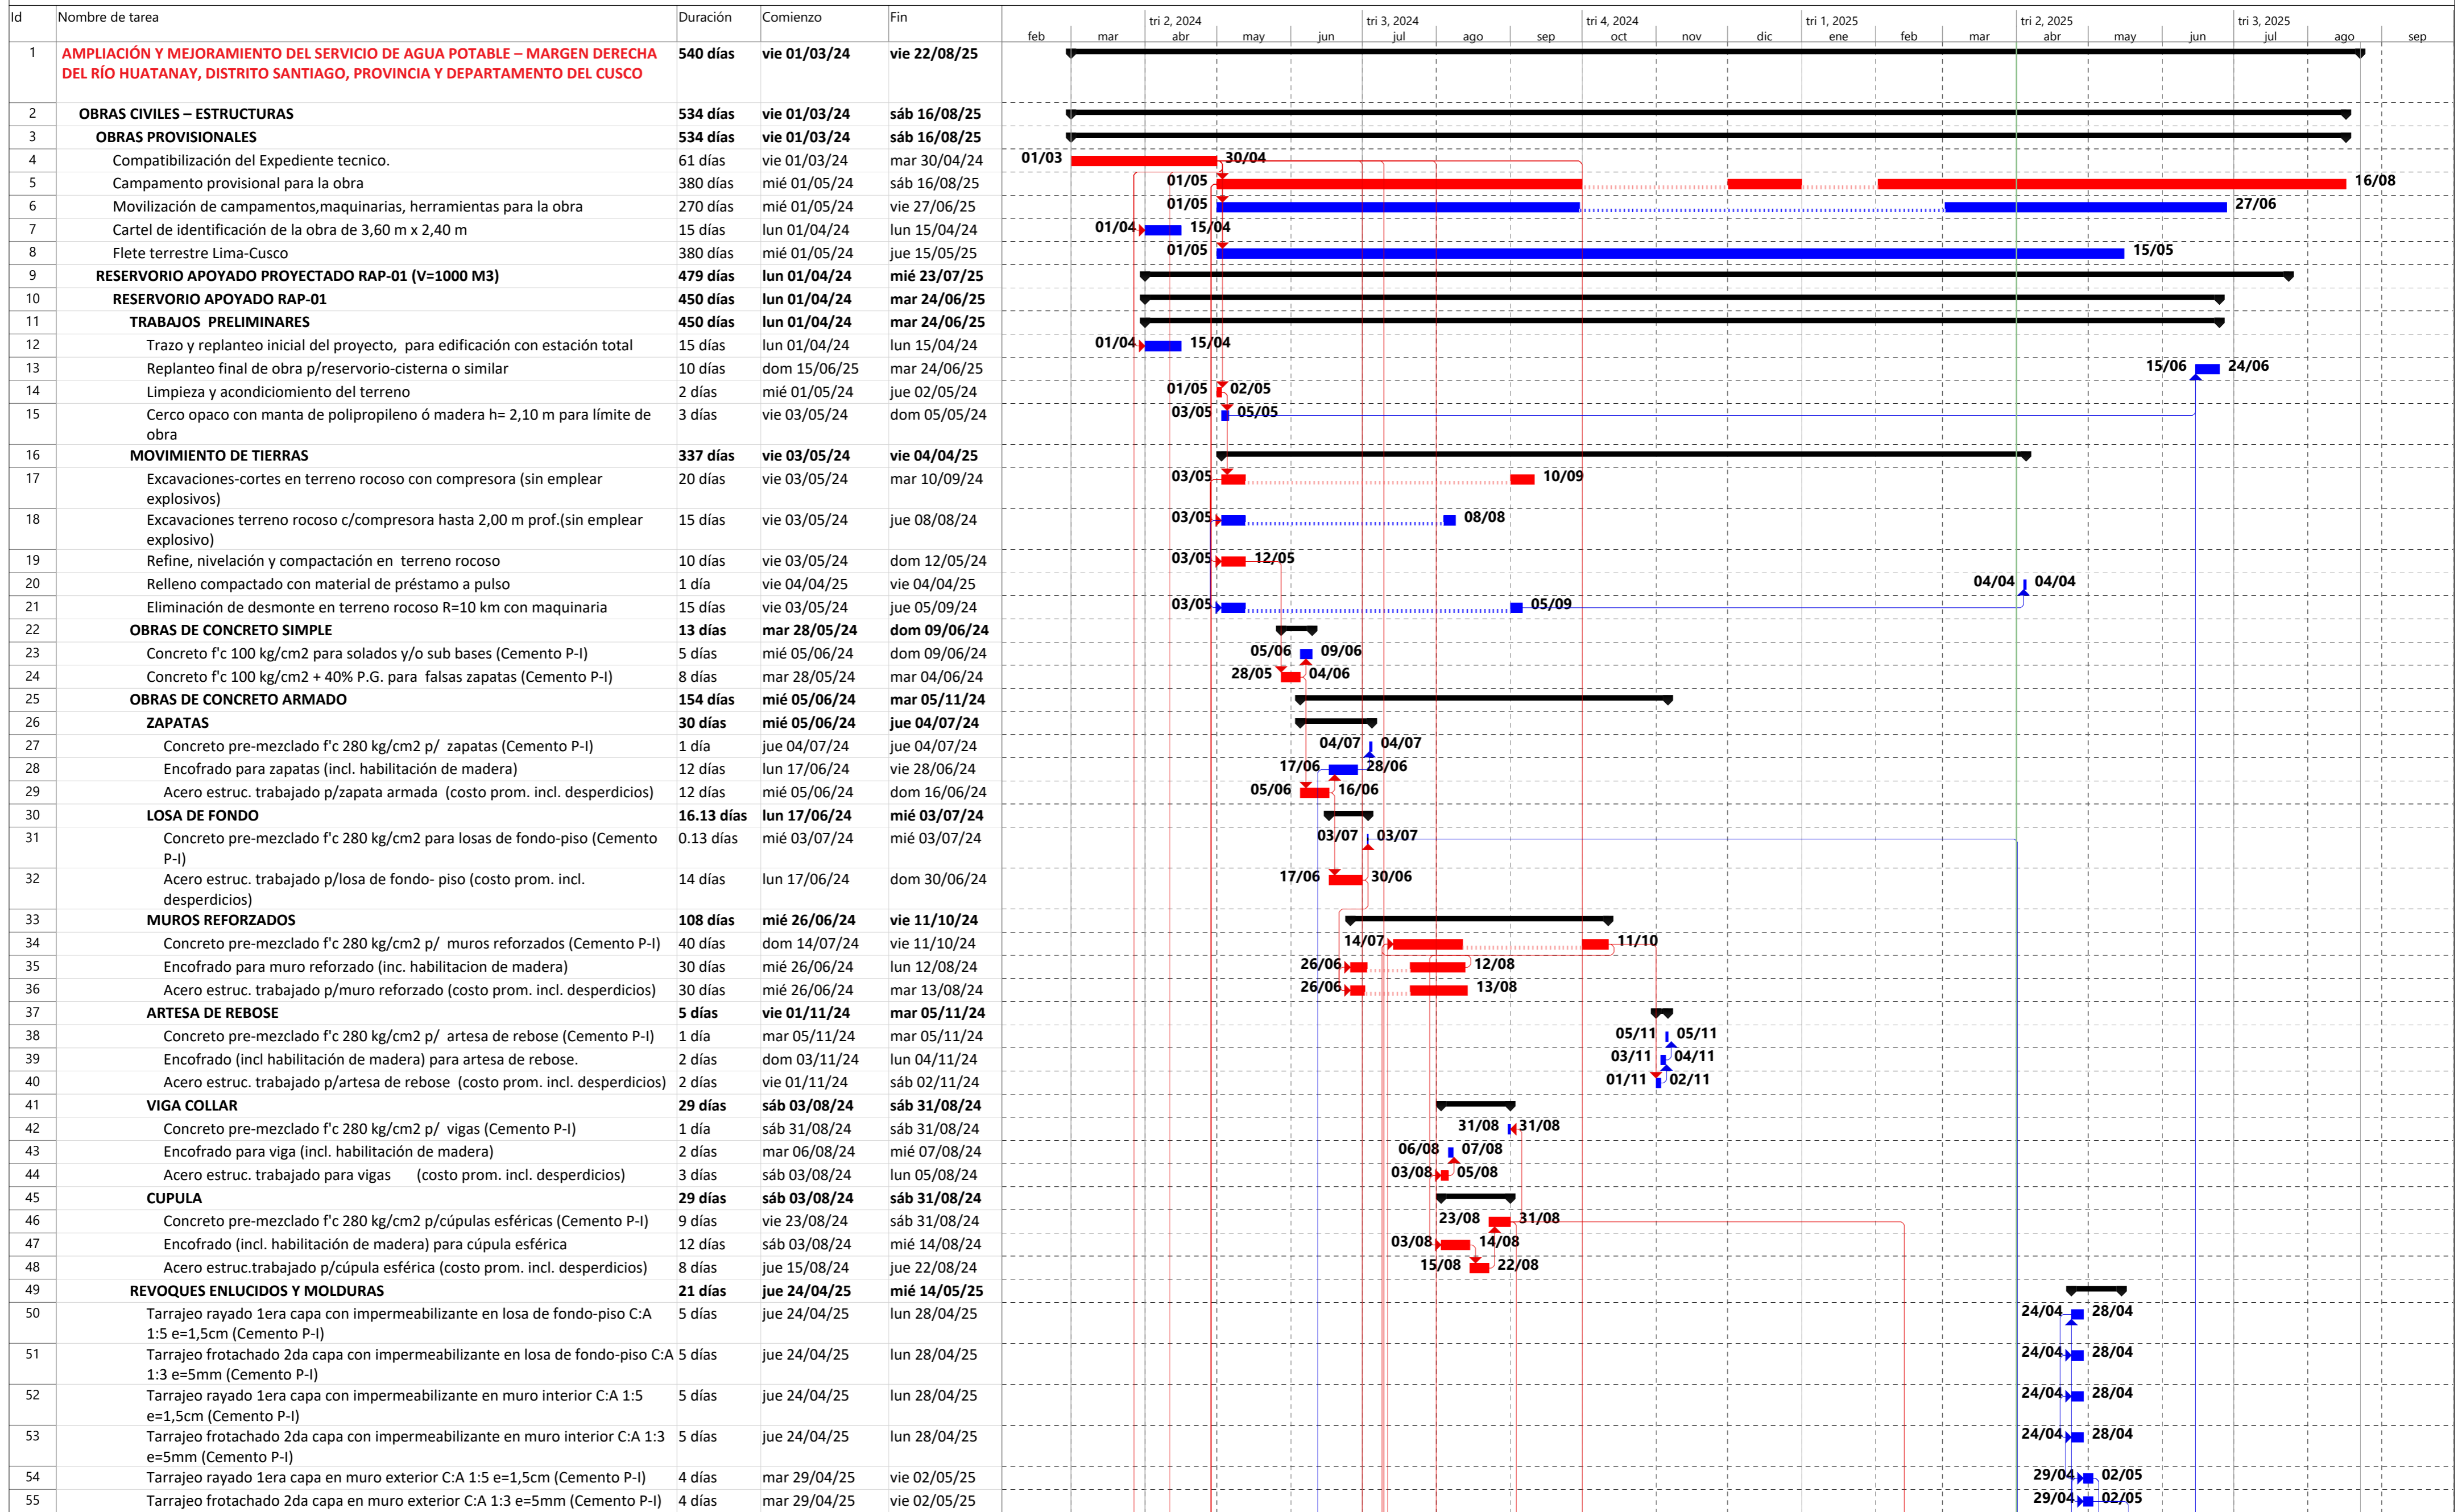 Id Nombre de tarea Duración Comienzo Fin
tri 2, 2024 tri 3, 2024 tri 4, 2024 tri 1, 2025 tri 2, 2025 tri 3, 2025
feb mar abr may jun jul ago sep oct nov dic ene feb mar abr may jun jul ago sep
1 AMPLIACIÓN Y MEJORAMIENTO DEL SERVICIO DE AGUA POTABLE – MARGEN DERECHA 540 días vie 01/03/24 vie 22/08/25
DEL RÍO HUATANAY, DISTRITO SANTIAGO, PROVINCIA Y DEPARTAMENTO DEL CUSCO
2 OBRAS CIVILES – ESTRUCTURAS 534 días vie 01/03/24 sáb 16/08/25
3 OBRAS PROVISIONALES 534 días vie 01/03/24 sáb 16/08/25
4 Compatibilización del Expediente tecnico. 61 días vie 01/03/24 mar 30/04/24 01/03 30/04
5 Campamento provisional para la obra 380 días mié 01/05/24 sáb 16/08/25 01/05 16/08
6 Movilización de campamentos,maquinarias, herramientas para la obra 270 días mié 01/05/24 vie 27/06/25 01/05 27/06
7 Cartel de identificación de la obra de 3,60 m x 2,40 m 15 días lun 01/04/24 lun 15/04/24 01/04 15/04
8 Flete terrestre Lima-Cusco 380 días mié 01/05/24 jue 15/05/25 01/05 15/05
9 RESERVORIO APOYADO PROYECTADO RAP-01 (V=1000 M3) 479 días lun 01/04/24 mié 23/07/25
10 RESERVORIO APOYADO RAP-01 450 días lun 01/04/24 mar 24/06/25
11 TRABAJOS  PRELIMINARES 450 días lun 01/04/24 mar 24/06/25
12 Trazo y replanteo inicial del proyecto,  para edificación con estación total 15 días lun 01/04/24 lun 15/04/24 01/04 15/04
13 Replanteo final de obra p/reservorio-cisterna o similar 10 días dom 15/06/25 mar 24/06/25 15/06 24/06
14 Limpieza y acondiciomiento del terreno 2 días mié 01/05/24 jue 02/05/24 01/05 02/05
15 Cerco opaco con manta de polipropileno ó madera h= 2,10 m para límite de 3 días vie 03/05/24 dom 05/05/24 03/05 05/05
obra
16 MOVIMIENTO DE TIERRAS 337 días vie 03/05/24 vie 04/04/25
17 Excavaciones-cortes en terreno rocoso con compresora (sin emplear 20 días vie 03/05/24 mar 10/09/24 03/05 10/09
explosivos)
18 Excavaciones terreno rocoso c/compresora hasta 2,00 m prof.(sin emplear 15 días vie 03/05/24 jue 08/08/24 03/05 08/08
explosivo)
19 Refine, nivelación y compactación en  terreno rocoso 10 días vie 03/05/24 dom 12/05/24 03/05 12/05
20 Relleno compactado con material de préstamo a pulso 1 día vie 04/04/25 vie 04/04/25 04/04 04/04
21 Eliminación de desmonte en terreno rocoso R=10 km con maquinaria 15 días vie 03/05/24 jue 05/09/24 03/05 05/09
22 OBRAS DE CONCRETO SIMPLE 13 días mar 28/05/24 dom 09/06/24
23 Concreto f'c 100 kg/cm2 para solados y/o sub bases (Cemento P-I) 5 días mié 05/06/24 dom 09/06/24 05/06 09/06
24 Concreto f'c 100 kg/cm2 + 40% P.G. para  falsas zapatas (Cemento P-I) 8 días mar 28/05/24 mar 04/06/24 28/05 04/06
25 OBRAS DE CONCRETO ARMADO 154 días mié 05/06/24 mar 05/11/24
26 ZAPATAS 30 días mié 05/06/24 jue 04/07/24
27 Concreto pre-mezclado f'c 280 kg/cm2 p/  zapatas (Cemento P-I) 1 día jue 04/07/24 jue 04/07/24 04/07 04/07
28 Encofrado para zapatas (incl. habilitación de madera) 12 días lun 17/06/24 vie 28/06/24 17/06 28/06
29 Acero estruc. trabajado p/zapata armada  (costo prom. incl. desperdicios) 12 días mié 05/06/24 dom 16/06/24 05/06 16/06
30 LOSA DE FONDO 16.13 días lun 17/06/24 mié 03/07/24
31 Concreto pre-mezclado f'c 280 kg/cm2 para losas de fondo-piso (Cemento 0.13 días mié 03/07/24 mié 03/07/24 03/07 03/07
P-I)
32 Acero estruc. trabajado p/losa de fondo- piso (costo prom. incl. 14 días lun 17/06/24 dom 30/06/24 17/06 30/06
desperdicios)
33 MUROS REFORZADOS 108 días mié 26/06/24 vie 11/10/24
34 Concreto pre-mezclado f'c 280 kg/cm2 p/  muros reforzados (Cemento P-I) 40 días dom 14/07/24 vie 11/10/24 14/07 11/10
35 Encofrado para muro reforzado (inc. habilitacion de madera) 30 días mié 26/06/24 lun 12/08/24 26/06 12/08
36 Acero estruc. trabajado p/muro reforzado (costo prom. incl. desperdicios) 30 días mié 26/06/24 mar 13/08/24 26/06 13/08
37 ARTESA DE REBOSE 5 días vie 01/11/24 mar 05/11/24
38 Concreto pre-mezclado f'c 280 kg/cm2 p/  artesa de rebose (Cemento P-I) 1 día mar 05/11/24 mar 05/11/24 05/11 05/11
39 Encofrado (incl habilitación de madera) para artesa de rebose. 2 días dom 03/11/24 lun 04/11/24 03/11 04/11
40 Acero estruc. trabajado p/artesa de rebose  (costo prom. incl. desperdicios) 2 días vie 01/11/24 sáb 02/11/24 01/11 02/11
41 VIGA COLLAR 29 días sáb 03/08/24 sáb 31/08/24
42 Concreto pre-mezclado f'c 280 kg/cm2 p/  vigas (Cemento P-I) 1 día sáb 31/08/24 sáb 31/08/24 31/08 31/08
43 Encofrado para viga (incl. habilitación de madera) 2 días mar 06/08/24 mié 07/08/24 06/08 07/08
44 Acero estruc. trabajado para vigas      (costo prom. incl. desperdicios) 3 días sáb 03/08/24 lun 05/08/24 03/08 05/08
45 CUPULA 29 días sáb 03/08/24 sáb 31/08/24
46 Concreto pre-mezclado f'c 280 kg/cm2 p/cúpulas esféricas (Cemento P-I) 9 días vie 23/08/24 sáb 31/08/24 23/08 31/08
47 Encofrado (incl. habilitación de madera) para cúpula esférica 12 días sáb 03/08/24 mié 14/08/24 03/08 14/08
48 Acero estruc.trabajado p/cúpula esférica (costo prom. incl. desperdicios) 8 días jue 15/08/24 jue 22/08/24 15/08 22/08
49 REVOQUES ENLUCIDOS Y MOLDURAS 21 días jue 24/04/25 mié 14/05/25
50 Tarrajeo rayado 1era capa con impermeabilizante en losa de fondo-piso C:A 5 días jue 24/04/25 lun 28/04/25 24/04 28/04
1:5 e=1,5cm (Cemento P-I)
51 Tarrajeo frotachado 2da capa con impermeabilizante en losa de fondo-piso C:A 5 días jue 24/04/25 lun 28/04/25 24/04 28/04
1:3 e=5mm (Cemento P-I)
52 Tarrajeo rayado 1era capa con impermeabilizante en muro interior C:A 1:5 5 días jue 24/04/25 lun 28/04/25 24/04 28/04
e=1,5cm (Cemento P-I)
53 Tarrajeo frotachado 2da capa con impermeabilizante en muro interior C:A 1:3 5 días jue 24/04/25 lun 28/04/25 24/04 28/04
e=5mm (Cemento P-I)
54 Tarrajeo rayado 1era capa en muro exterior C:A 1:5 e=1,5cm (Cemento P-I) 4 días mar 29/04/25 vie 02/05/25 29/04 02/05
55 Tarrajeo frotachado 2da capa en muro exterior C:A 1:3 e=5mm (Cemento P-I) 4 días mar 29/04/25 vie 02/05/25 29/04 02/05